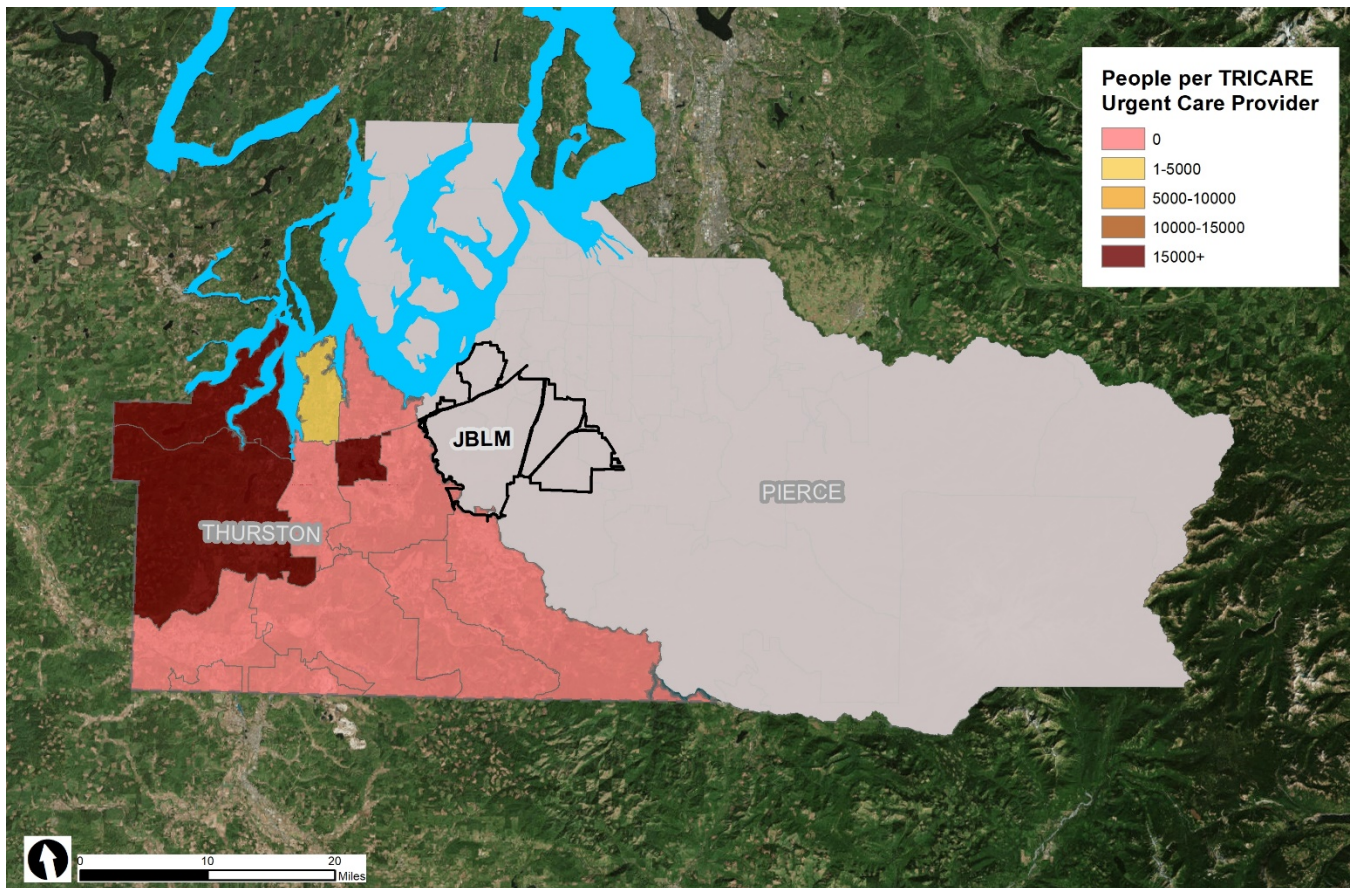 People per TRICARE
Urgent Care Provider
0
1-5000
5000-10000
10000-15000
15000+
JBLM
PIERCE
THURSTON
0 10 20
Miles